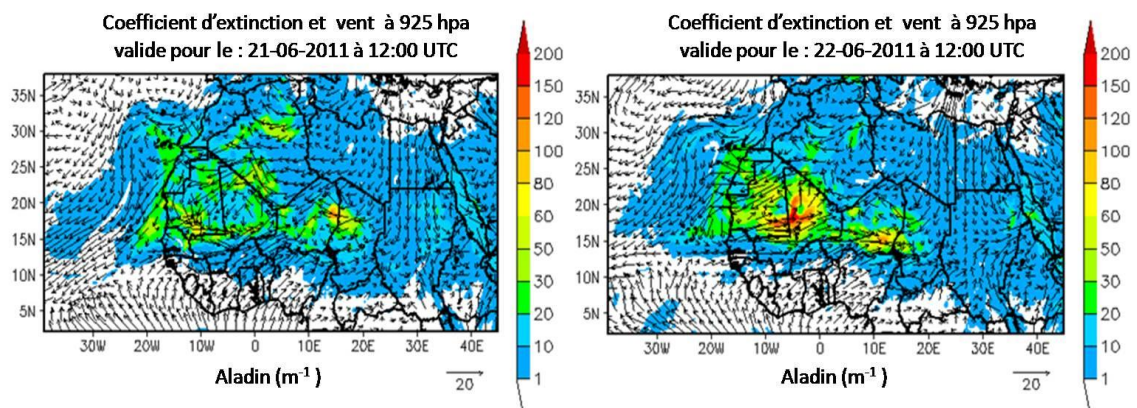 Coefficient d'extinction et vent à 925 hpa
valide pour le : 21-06-2011 à 12:00 UTC
35N
30N
25N
20N
15N
10N
5N
30W
20W
10W
0
10E
20E
30E
40E
200
150
120
100
80
60
50
30
20
10
1
Aladin (m⁻¹ )
20
Coefficient d'extinction et vent à 925 hpa
valide pour le : 22-06-2011 à 12:00 UTC
35N
30N
25N
20N
15N
10N
5N
30W
20W
10W
0
10E
20E
30E
40E
200
150
120
100
80
60
50
30
20
10
1
Aladin (m⁻¹ )
20